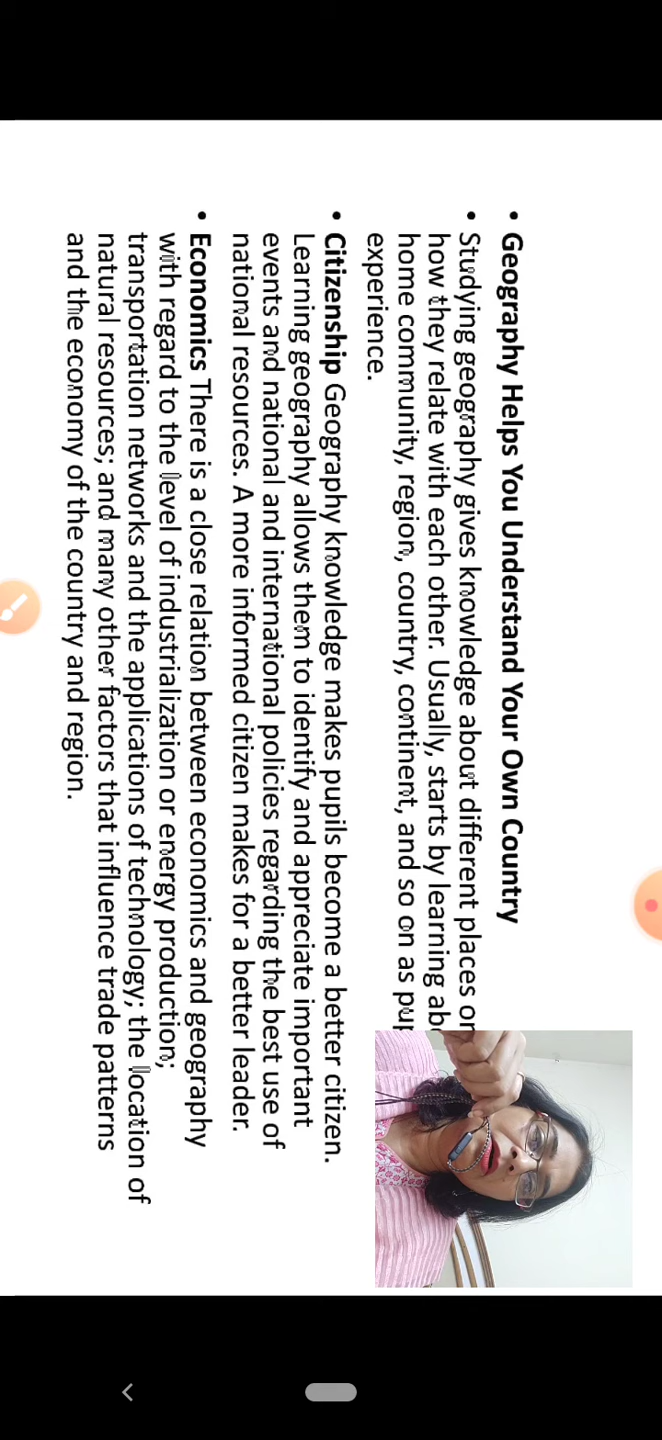 • Geography Helps You Understand Your Own Country
• Studying geography gives knowledge about different places
how they relate with each other. Usually, starts by learning
home community, region, country, continent, and so on as
experience.
• Citizenship Geography knowledge makes pupils become a better citizen.
Learning geography allows them to identify and appreciate important
events and national and international policies regarding the best use of
national resources. A more informed citizen makes for a better leader.
• Economics There is a close relation between economics and geography
with regard to the level of industrialization or energy production;
transportation networks and the applications of technology; the location of
natural resources; and many other factors that influence trade patterns
and the economy of the country and region.